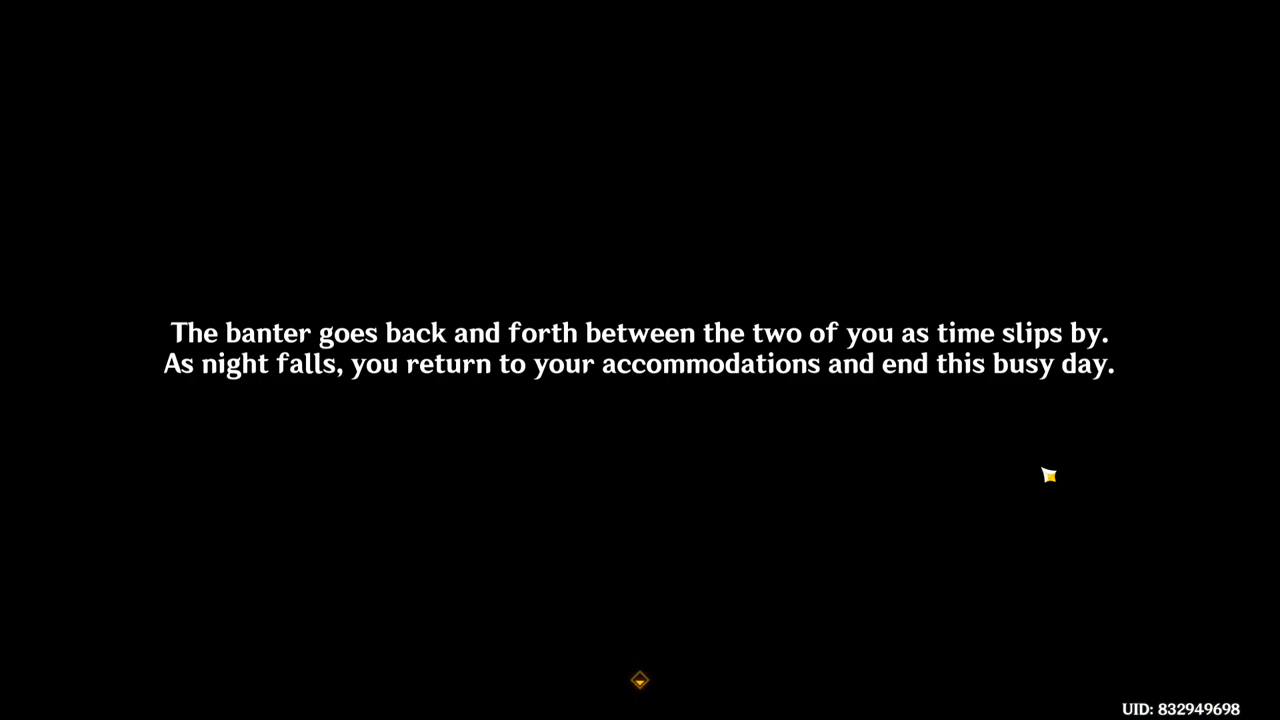 The banter goes back and forth between the two of you as time slips by.
As night falls, you return to your accommodations and end this busy day.
UID: 832949698